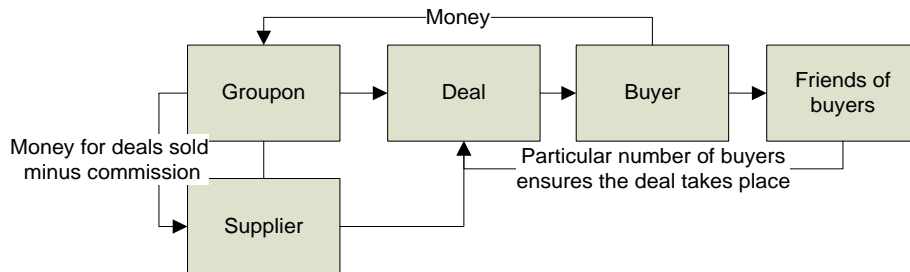 Money
Groupon
Deal
Buyer
Friends of
buyers
Money for deals sold
minus commission
Particular number of buyers
ensures the deal takes place
Supplier